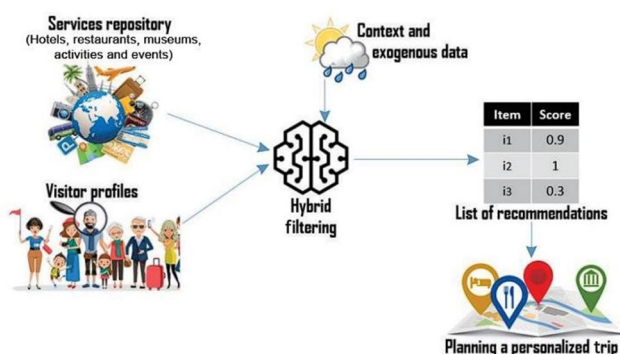 Services repository
(Hotels, restaurants, museums,
activities and events)
Context and
exogenous data
Visitor profiles
Hybrid
filtering
Item Score
i1 0.9
i2 1
i3 0.3
List of recommendations
Planning a personalized trip